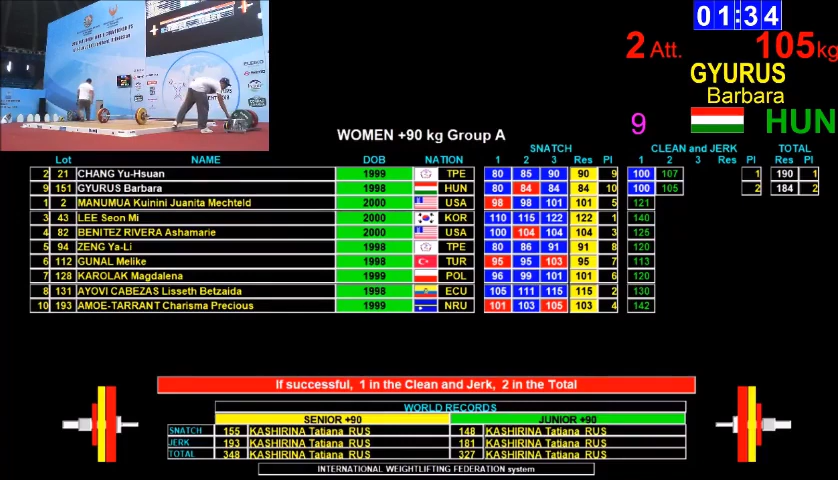 01:34
2 Att. 105kg
GYURUS
Barbara
9 HUN
WOMEN +90 kg Group A
SNATCH CLEAN and JERK TOTAL
Lot NAME DOB NATION 1 2 3 Res Pl 1 2 3 Res Pl Res Pl
2 21 CHANG Yu-Hsuan 1999 TPE 80 85 90 90 9 100 107 1 190 1
9 151 GYURUS Barbara 1998 HUN 80 84 84 84 10 100 105 2 184 2
1 2 MANUMUA Kuinini Juanita Mechteld 2000 USA 98 98 101 101 5 121
3 43 LEE Seon Mi 2000 KOR 110 115 122 122 1 140
4 82 BENITEZ RIVERA Ashamarie 2000 USA 100 104 104 104 3 125
5 94 ZENG Ya-Li 1998 TPE 80 86 91 91 8 120
6 112 GUNAL Melike 1998 TUR 95 95 103 95 7 113
7 128 KAROLAK Magdalena 1998 POL 96 99 101 101 6 120
8 131 AYOVI CABEZAS Lisseth Betzaida 1998 ECU 105 111 115 115 2 130
10 193 AMOE-TARRANT Charisma Precious 1999 NRU 101 103 105 103 4 142
If successful, 1 in the Clean and Jerk, 2 in the Total
WORLD RECORDS
SENIOR +90 JUNIOR +90
SNATCH 155 KASHIRINA Tatiana RUS 148 KASHIRINA Tatiana RUS
JERK 193 KASHIRINA Tatiana RUS 181 KASHIRINA Tatiana RUS
TOTAL 348 KASHIRINA Tatiana RUS 327 KASHIRINA Tatiana RUS
INTERNATIONAL WEIGHTLIFTING FEDERATION system